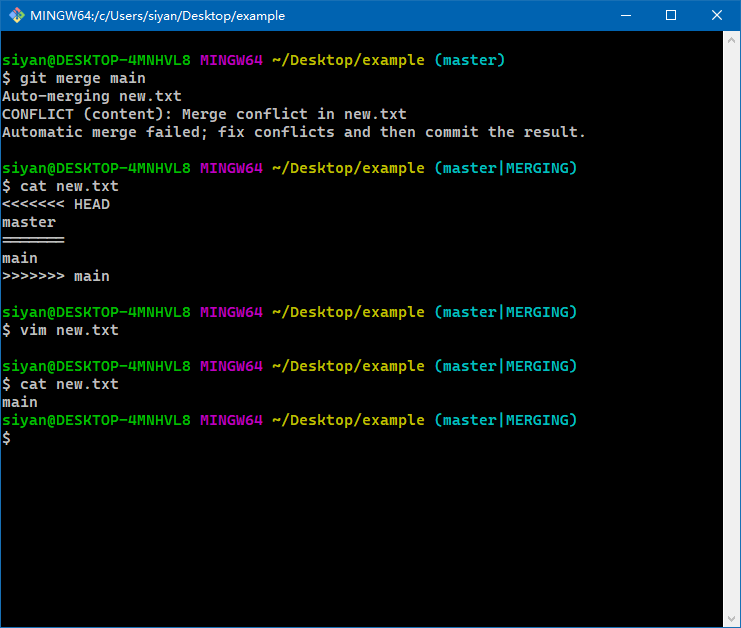 MINGW64:/c/Users/siyan/Desktop/example
siyan@DESKTOP-4MNHVL8 MINGW64 ~/Desktop/example (master)
$ git merge main
Auto-merging new.txt
CONFLICT (content): Merge conflict in new.txt
Automatic merge failed; fix conflicts and then commit the result.
siyan@DESKTOP-4MNHVL8 MINGW64 ~/Desktop/example (master|MERGING)
$ cat new.txt
<<<<<<< HEAD
master
=======
main
>>>>>>> main
siyan@DESKTOP-4MNHVL8 MINGW64 ~/Desktop/example (master|MERGING)
$ vim new.txt
siyan@DESKTOP-4MNHVL8 MINGW64 ~/Desktop/example (master|MERGING)
$ cat new.txt
main
siyan@DESKTOP-4MNHVL8 MINGW64 ~/Desktop/example (master|MERGING)
$